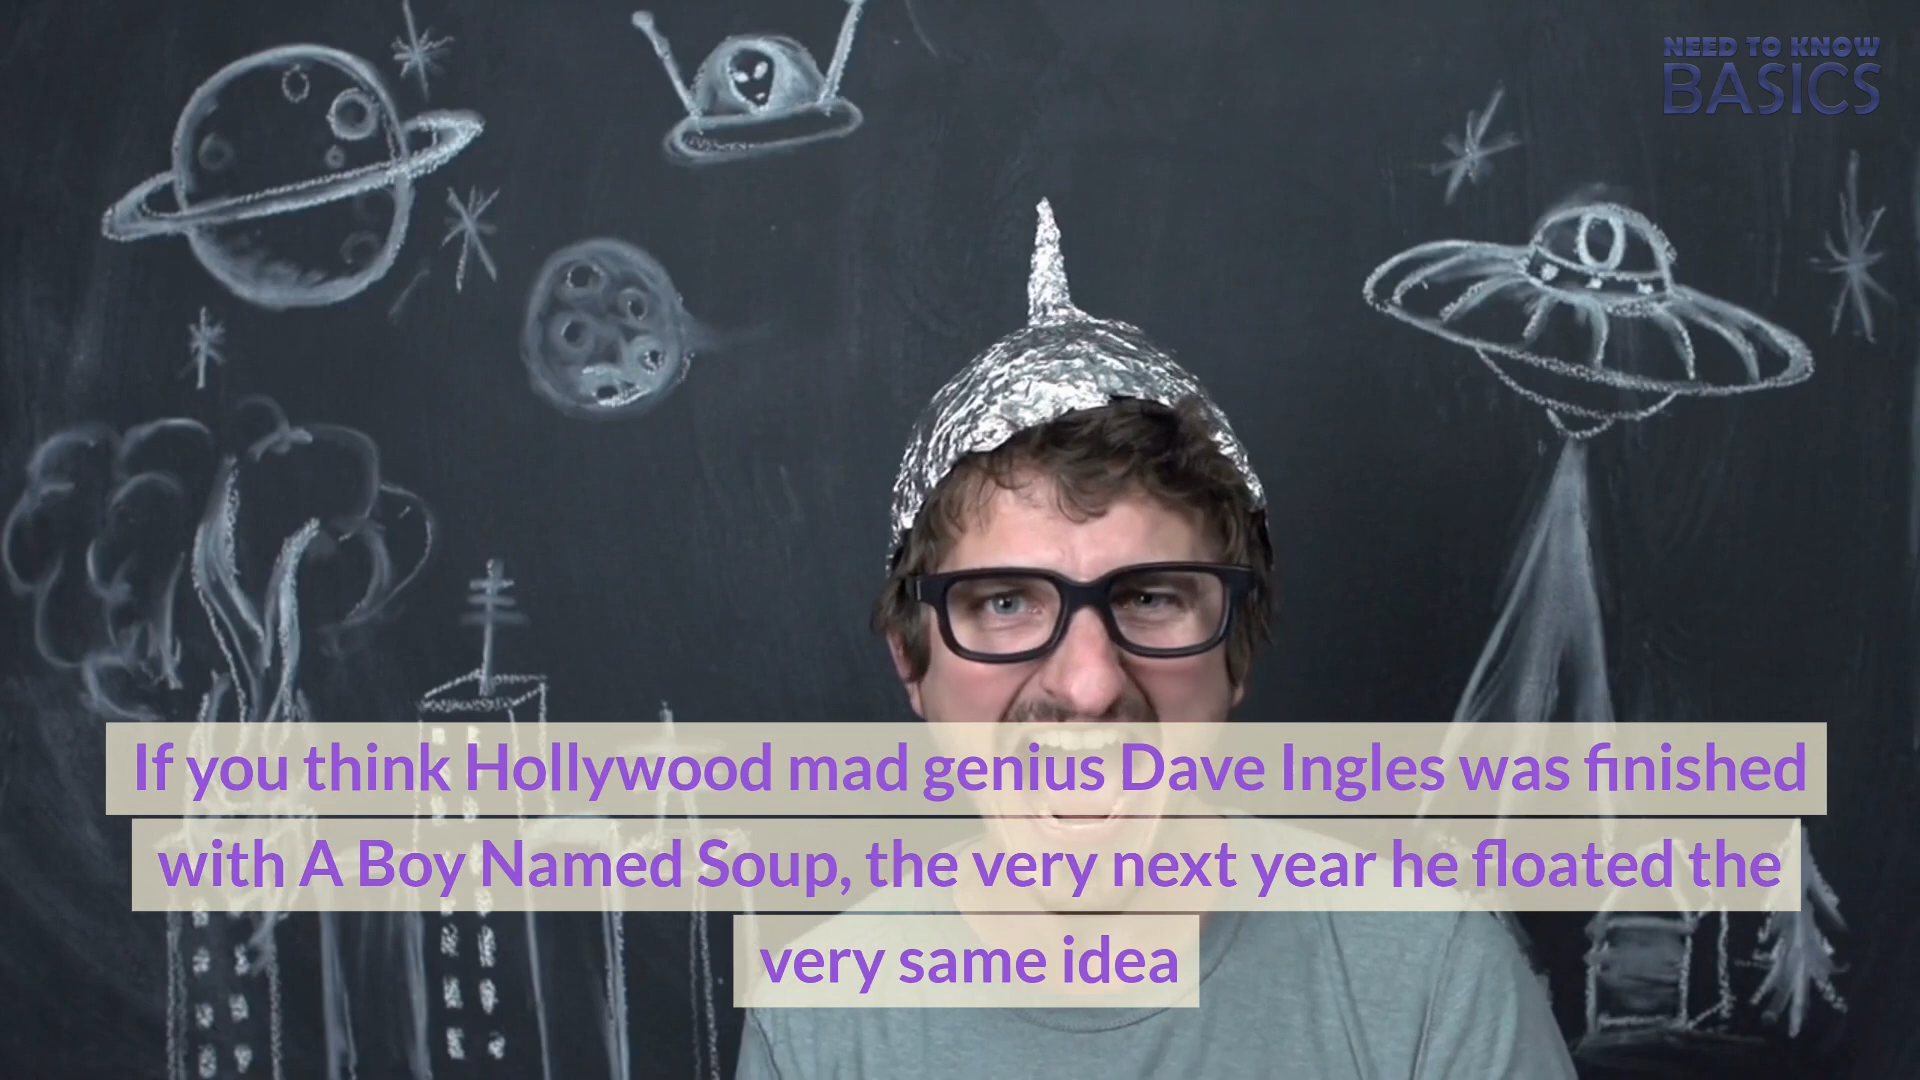 NEED TO KNOW
BASICS
If you think Hollywood mad genius Dave Ingles was finished
with A Boy Named Soup, the very next year he floated the
very same idea